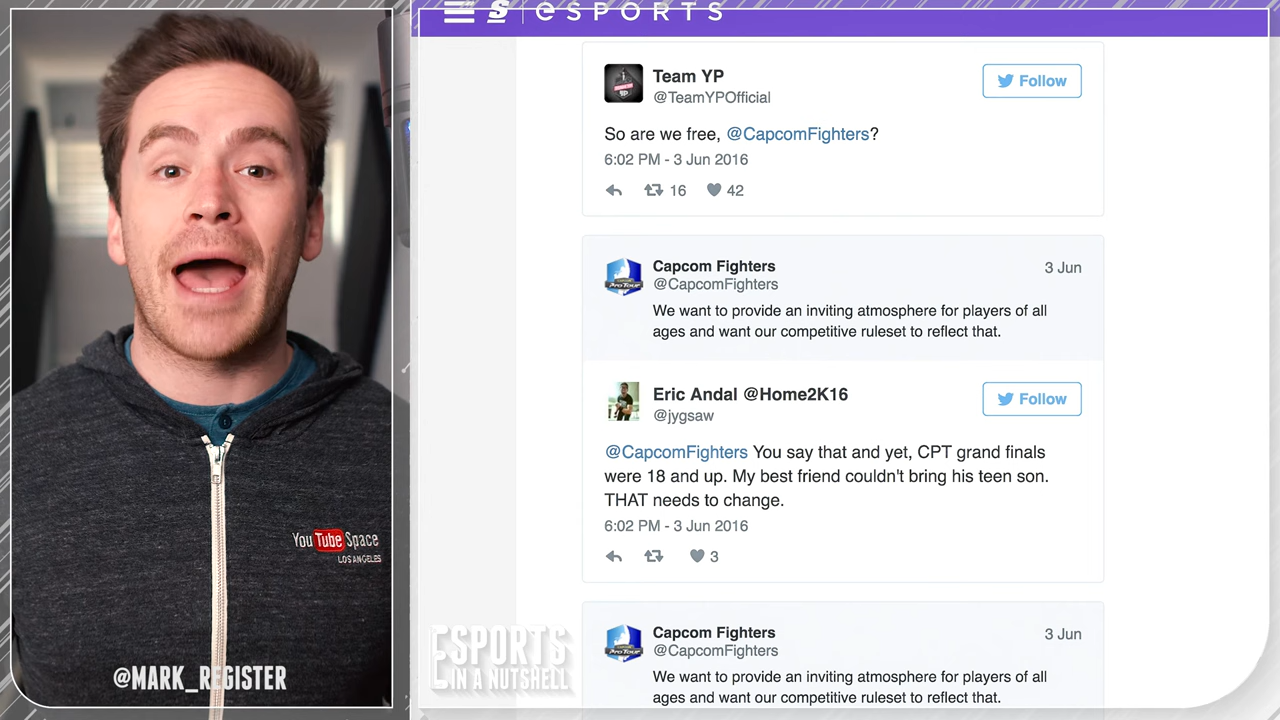 eSPORTS
Team YP
@TeamYPOfficial
Follow
So are we free, @CapcomFighters?
6:02 PM - 3 Jun 2016
16 42
Capcom Fighters
3 Jun
@CapcomFighters
We want to provide an inviting atmosphere for players of all
ages and want our competitive ruleset to reflect that.
Eric Andal @Home2K16
@jygsaw
Follow
@CapcomFighters You say that and yet, CPT grand finals
were 18 and up. My best friend couldn't bring his teen son.
THAT needs to change.
6:02 PM - 3 Jun 2016
3
Capcom Fighters
3 Jun
@CapcomFighters
We want to provide an inviting atmosphere for players of all
ages and want our competitive ruleset to reflect that.
YouTube Space
LOS ANGELES
@MARK_REGISTER
ESPORTS
IN A NUTSHELL